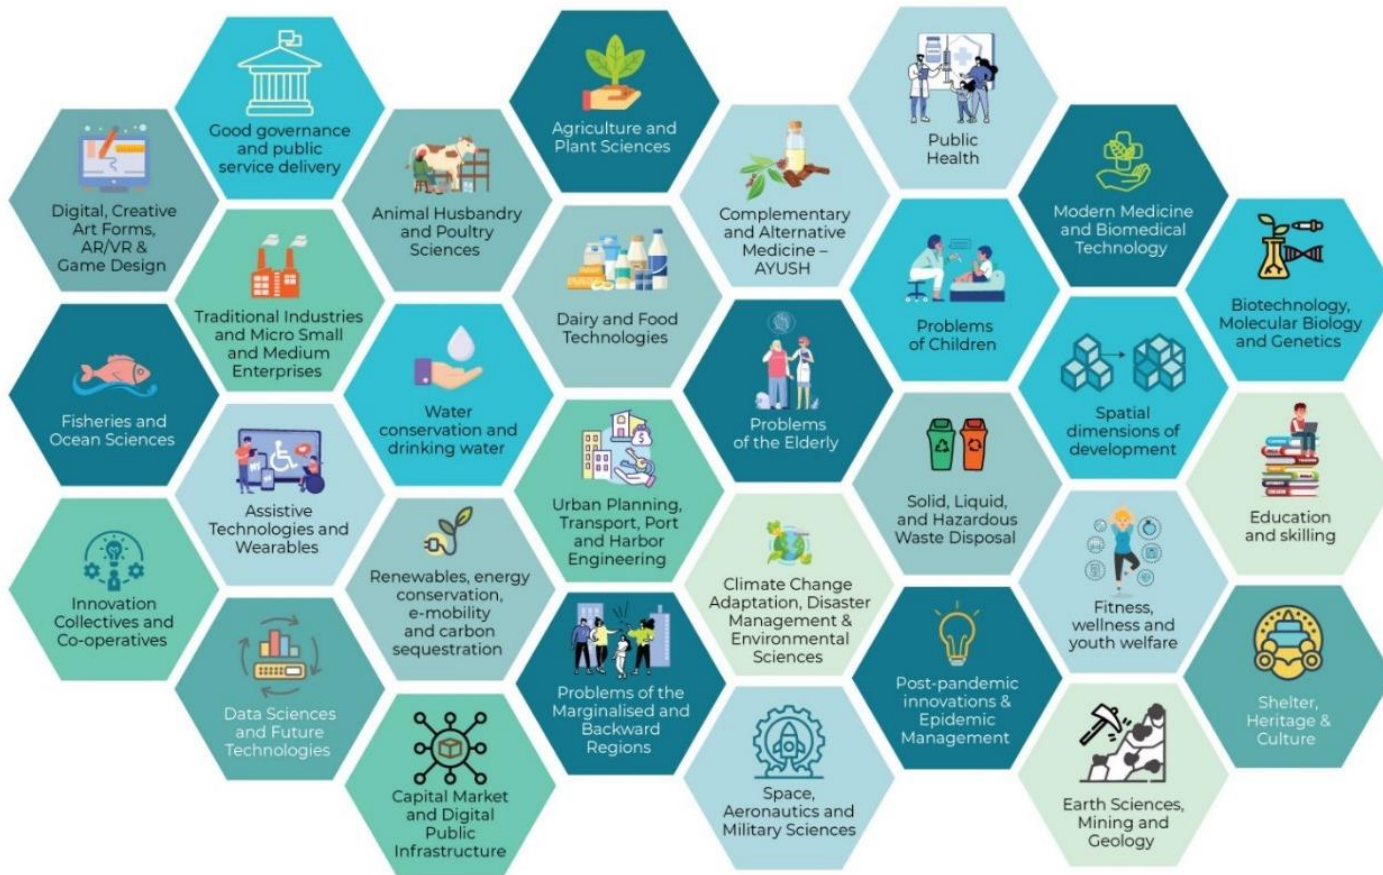 Good governance
and public
service delivery
Agriculture and
Plant Sciences
Public
Health
Digital, Creative
Art Forms,
AR/VR &
Game Design
Animal Husbandry
and Poultry
Sciences
Complementary
and Alternative
Medicine –
AYUSH
Modern Medicine
and Biomedical
Technology
Traditional Industries
and Micro Small
and Medium
Enterprises
Dairy and Food
Technologies
Problems
of Children
Biotechnology,
Molecular Biology
and Genetics
Fisheries and
Ocean Sciences
Water
conservation and
drinking water
Problems
of the Elderly
Spatial
dimensions of
development
Assistive
Technologies and
Wearables
Urban Planning,
Transport, Port
and Harbor
Engineering
Solid, Liquid,
and Hazardous
Waste Disposal
Education
and skilling
Innovation
Collectives and
Co-operatives
Renewables, energy
conservation,
e-mobility
and carbon
sequestration
Climate Change
Adaptation, Disaster
Management &
Environmental
Sciences
Fitness,
wellness and
youth welfare
Data Sciences
and Future
Technologies
Problems of the
Marginalised and
Backward
Regions
Post-pandemic
innovations &
Epidemic
Management
Shelter,
Heritage &
Culture
Capital Market
and Digital
Public
Infrastructure
Space,
Aeronautics and
Military Sciences
Earth Sciences,
Mining and
Geology